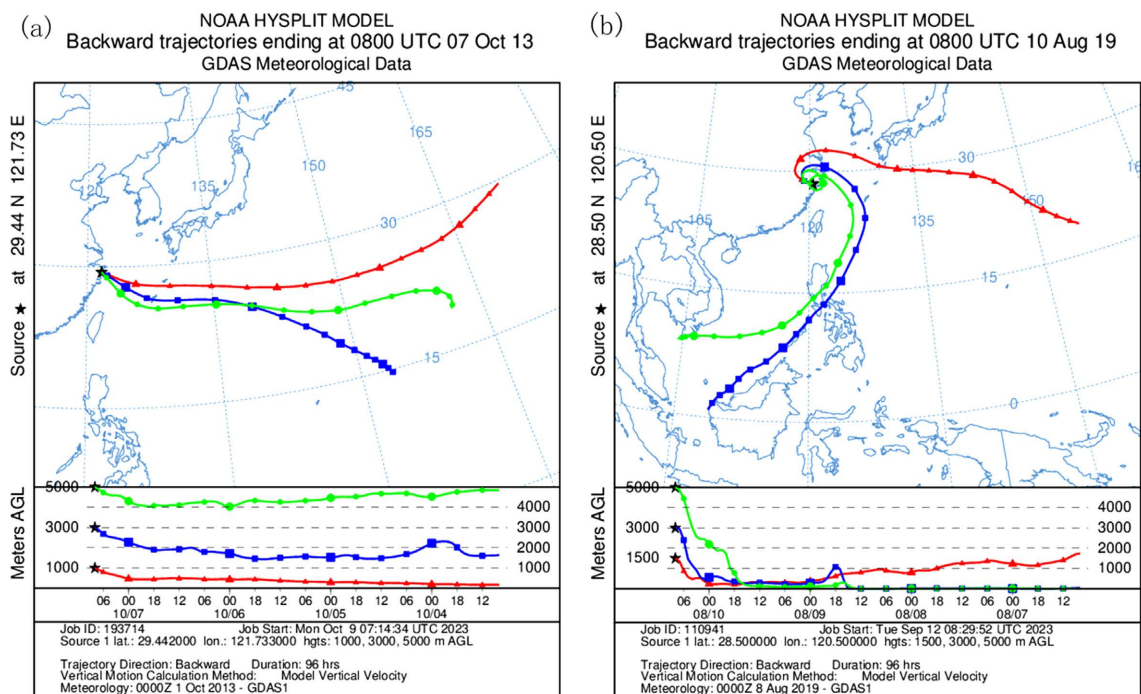 (a)
NOAA HYSPLIT MODEL
Backward trajectories ending at 0800 UTC 07 Oct 13
GDAS Meteorological Data
Source ★ at 29.44 N 121.73 E
45
165
150
135
120
30
15
Meters AGL
5000
3000
1000
4000
3000
2000
1000
06 00 18 12 06 00 18 12 06 00 18 12 06 00 18 12
10/07 10/06 10/05 10/04
Job ID: 193714 Job Start: Mon Oct 9 07:14:34 UTC 2023
Source 1 lat.: 29.442000 lon.: 121.733000 hgts: 1000, 3000, 5000 m AGL
Trajectory Direction: Backward Duration: 96 hrs
Vertical Motion Calculation Method: Model Vertical Velocity
Meteorology: 0000Z 1 Oct 2013 - GDAS1
(b)
NOAA HYSPLIT MODEL
Backward trajectories ending at 0800 UTC 10 Aug 19
GDAS Meteorological Data
Source ★ at 28.50 N 120.50 E
30
150
105
120
135
15
0
Meters AGL
5000
3000
1500
4000
3000
2000
1000
06 00 18 12 06 00 18 12 06 00 18 12 06 00 18 12
08/10 08/09 08/08 08/07
Job ID: 110941 Job Start: Tue Sep 12 08:29:52 UTC 2023
Source 1 lat.: 28.500000 lon.: 120.500000 hgts: 1500, 3000, 5000 m AGL
Trajectory Direction: Backward Duration: 96 hrs
Vertical Motion Calculation Method: Model Vertical Velocity
Meteorology: 0000Z 8 Aug 2019 - GDAS1